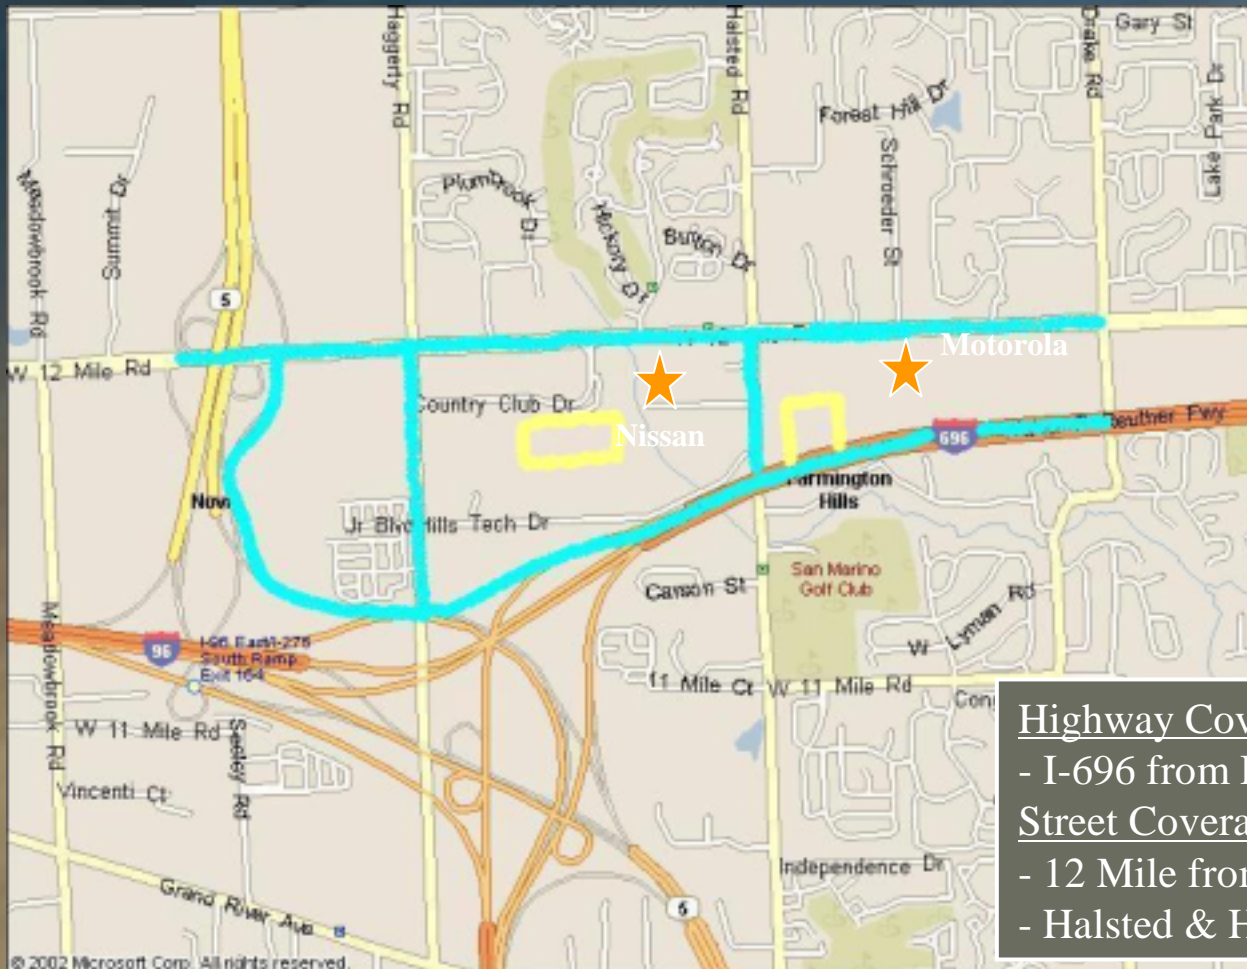 Haggerty Rd
Halsted Rd
Drake Rd
Gary St
Lake Park Dr
Forest Hill Dr
Schroeder St
Meadowbrook Rd
Summit Dr
Plumbrook Dr
Hickory Dr
Button Dr
5
W 12 Mile Rd
Motorola
Country Club Dr
Nissan
696
Reuther Fwy
Farmington
Hills
Novi
Hills Tech Dr
San Marino
Golf Club
Carson St
W Lyman Rd
96
I-96 East/I-275
South Ramp
Exit 164
11 Mile Ct
W 11 Mile Rd
Meadowbrook Rd
W 11 Mile Rd
Seeley Rd
Vincenti Ct
Independence Dr
Grand River Ave
5
Highway Cov
- I-696 from
Street Covera
- 12 Mile from
- Halsted & H
© 2002 Microsoft Corp. All rights reserved.